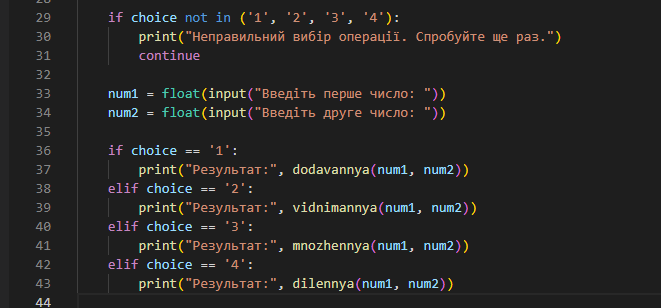 29 if choice not in ('1', '2', '3', '4'):
30 print("Неправильний вибір операції. Спробуйте ще раз.")
31 continue
32
33 num1 = float(input("Введіть перше число: "))
34 num2 = float(input("Введіть друге число: "))
35
36 if choice == '1':
37 print("Результат:", dodavannya(num1, num2))
38 elif choice == '2':
39 print("Результат:", vidnimannya(num1, num2))
40 elif choice == '3':
41 print("Результат:", mnozhennya(num1, num2))
42 elif choice == '4':
43 print("Результат:", dilennya(num1, num2))
44